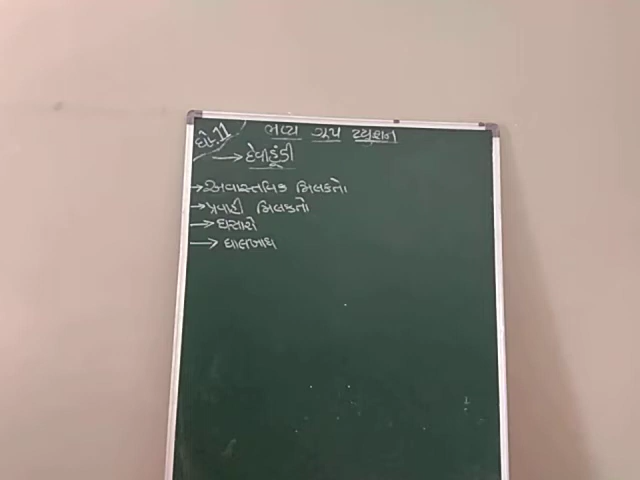 ધો.11
ભવ્ય ગ્રુપ ટ્યુશન
→ દેવીહૂંડી
→ અવાસ્તવિક મિલકતો
→ પ્રવાહી મિલકતો
→ ઘસારો
→ ઘાલખાધ